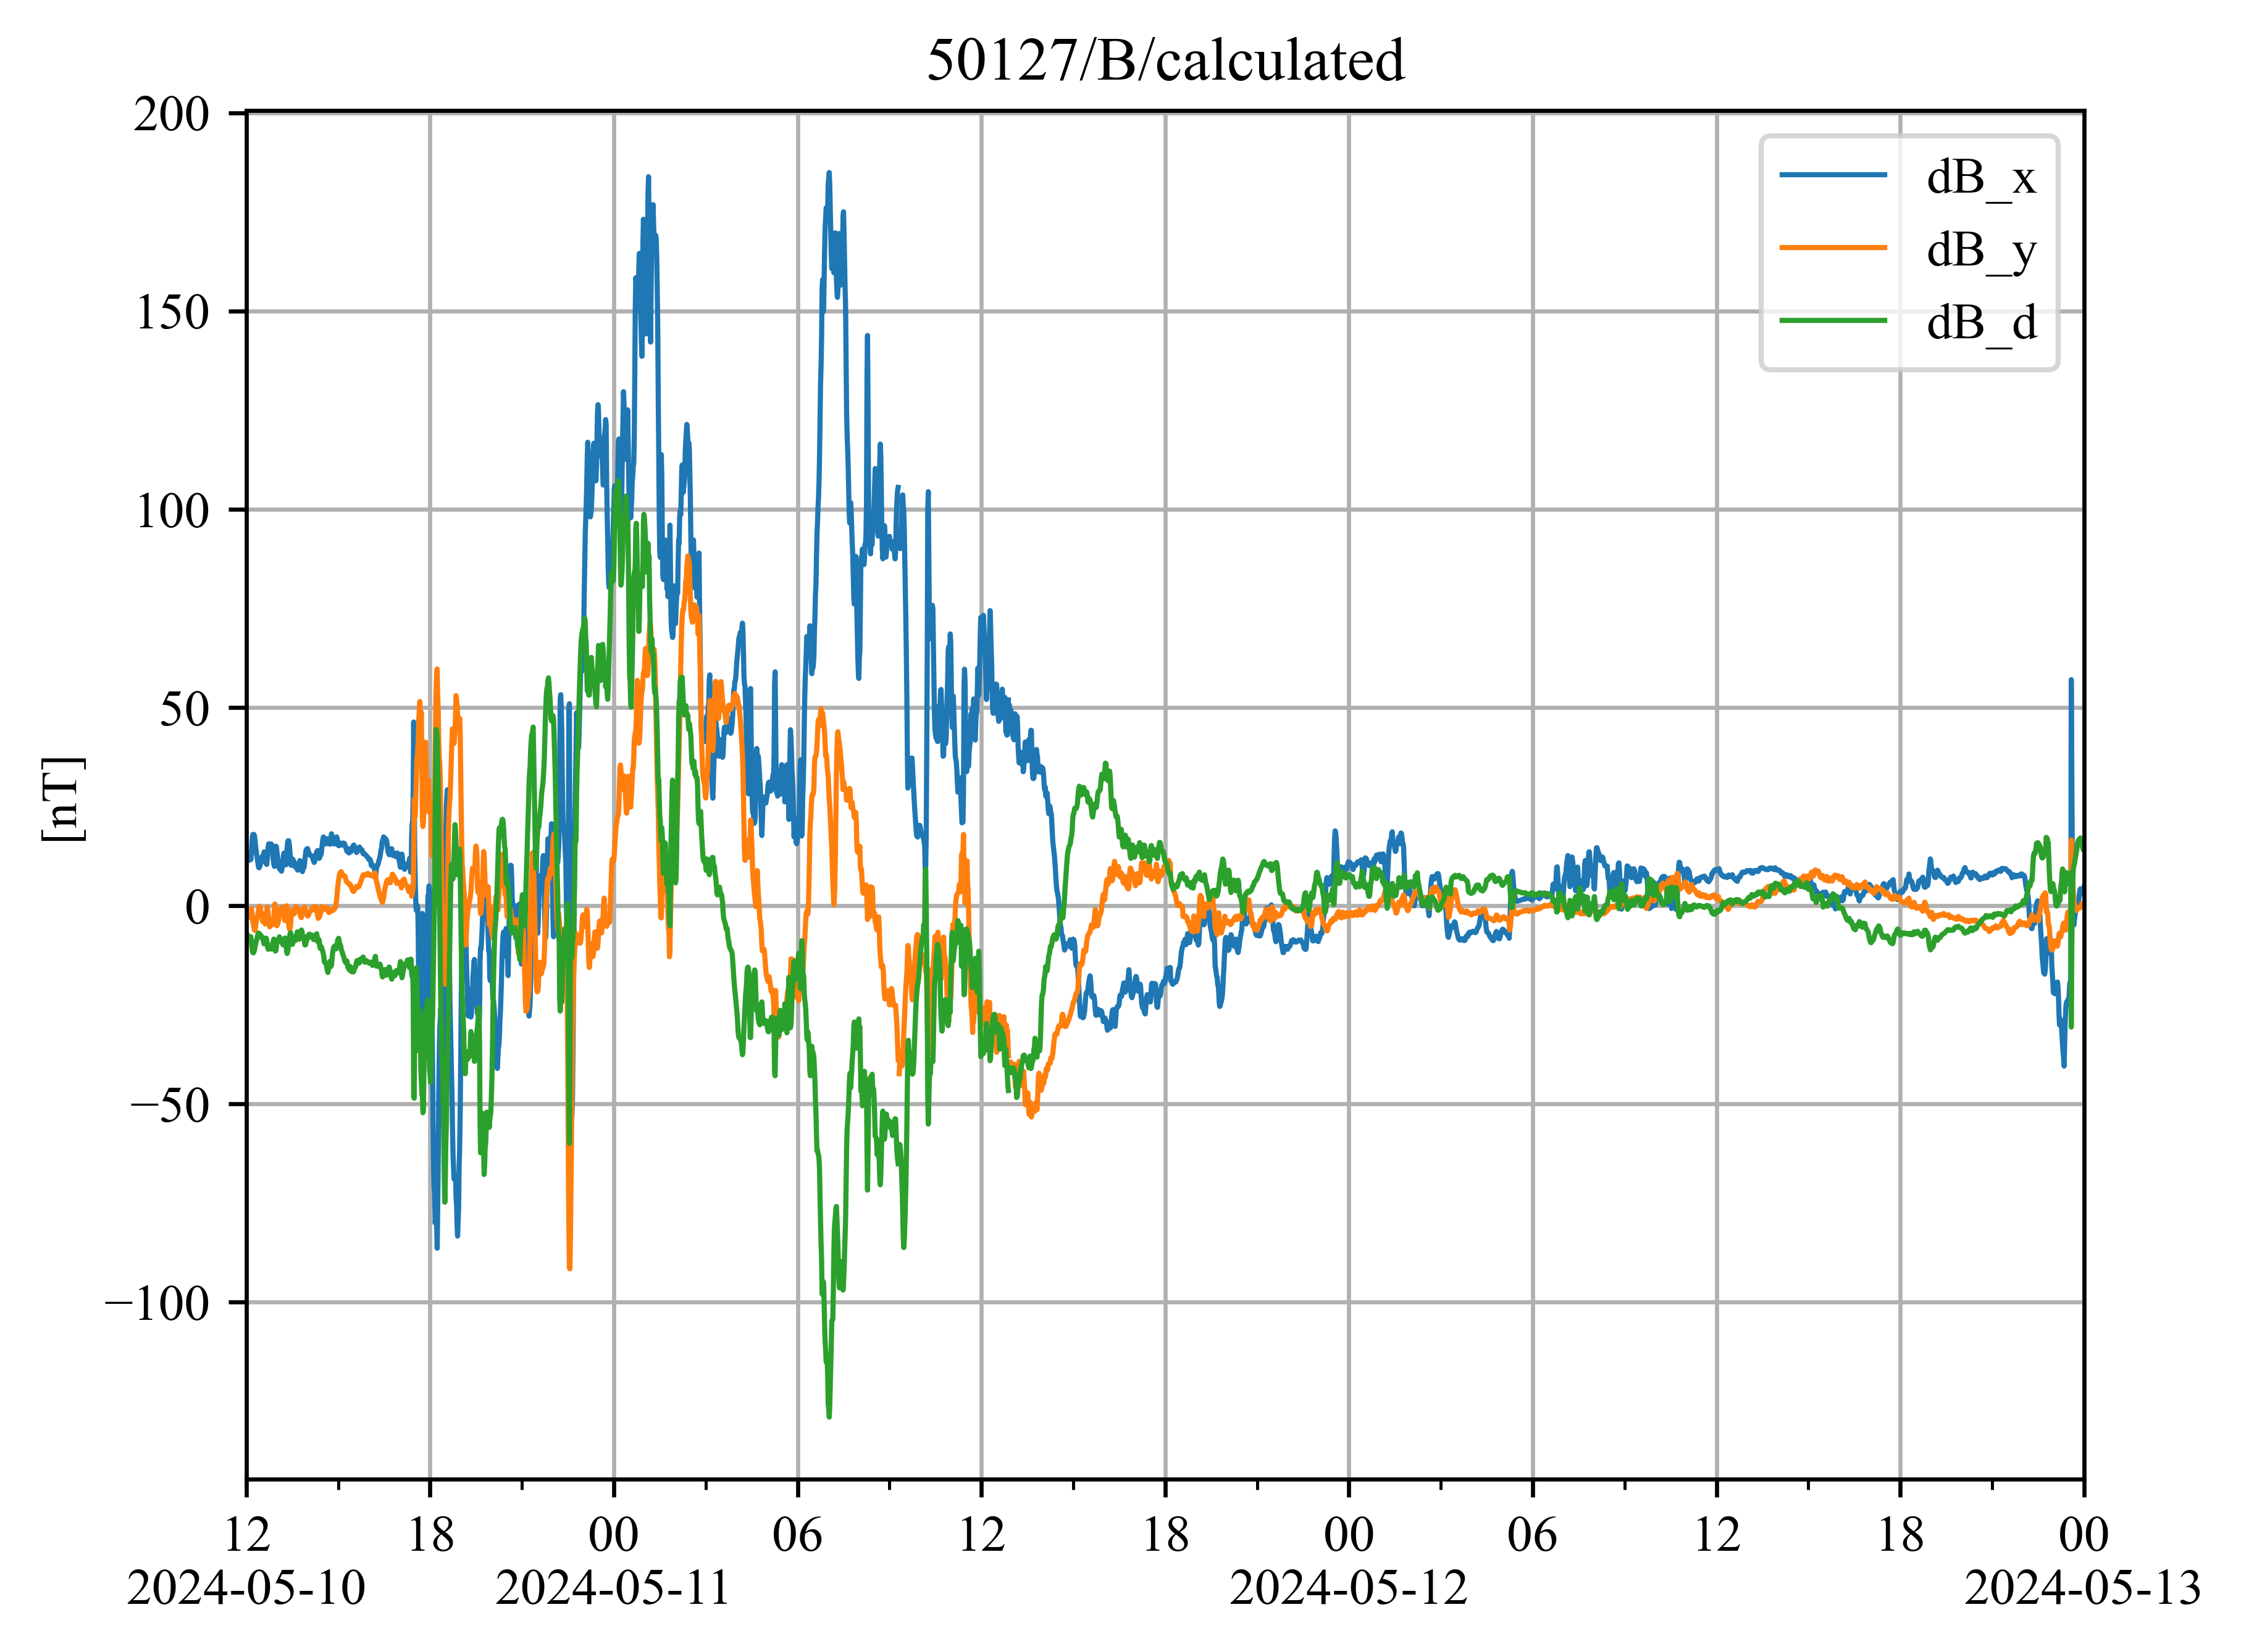 50127/B/calculated
200
150
100
50
0
−50
−100
[nT]
dB_x
dB_y
dB_d
12 18 00 06 12 18 00 06 12 18 00
2024-05-10 2024-05-11 2024-05-12 2024-05-13